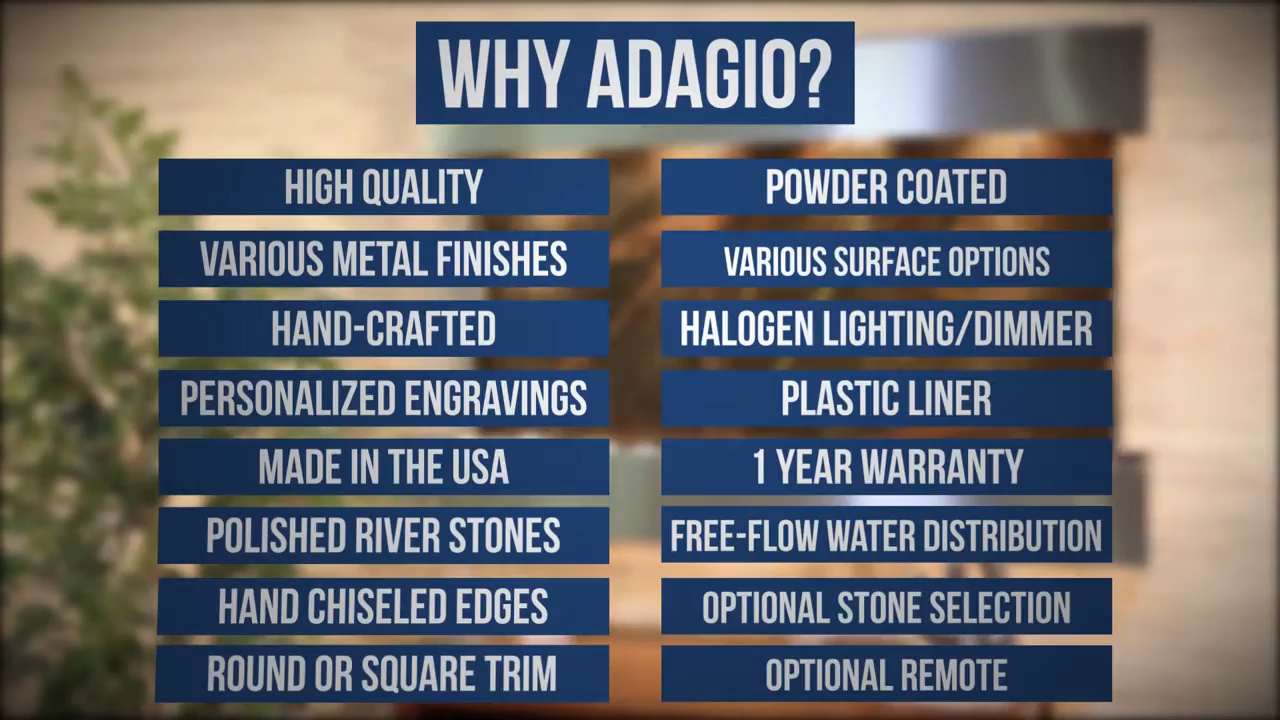 WHY ADAGIO?
HIGH QUALITY
VARIOUS METAL FINISHES
HAND-CRAFTED
PERSONALIZED ENGRAVINGS
MADE IN THE USA
POLISHED RIVER STONES
HAND CHISELED EDGES
ROUND OR SQUARE TRIM
POWDER COATED
VARIOUS SURFACE OPTIONS
HALOGEN LIGHTING/DIMMER
PLASTIC LINER
1 YEAR WARRANTY
FREE-FLOW WATER DISTRIBUTION
OPTIONAL STONE SELECTION
OPTIONAL REMOTE